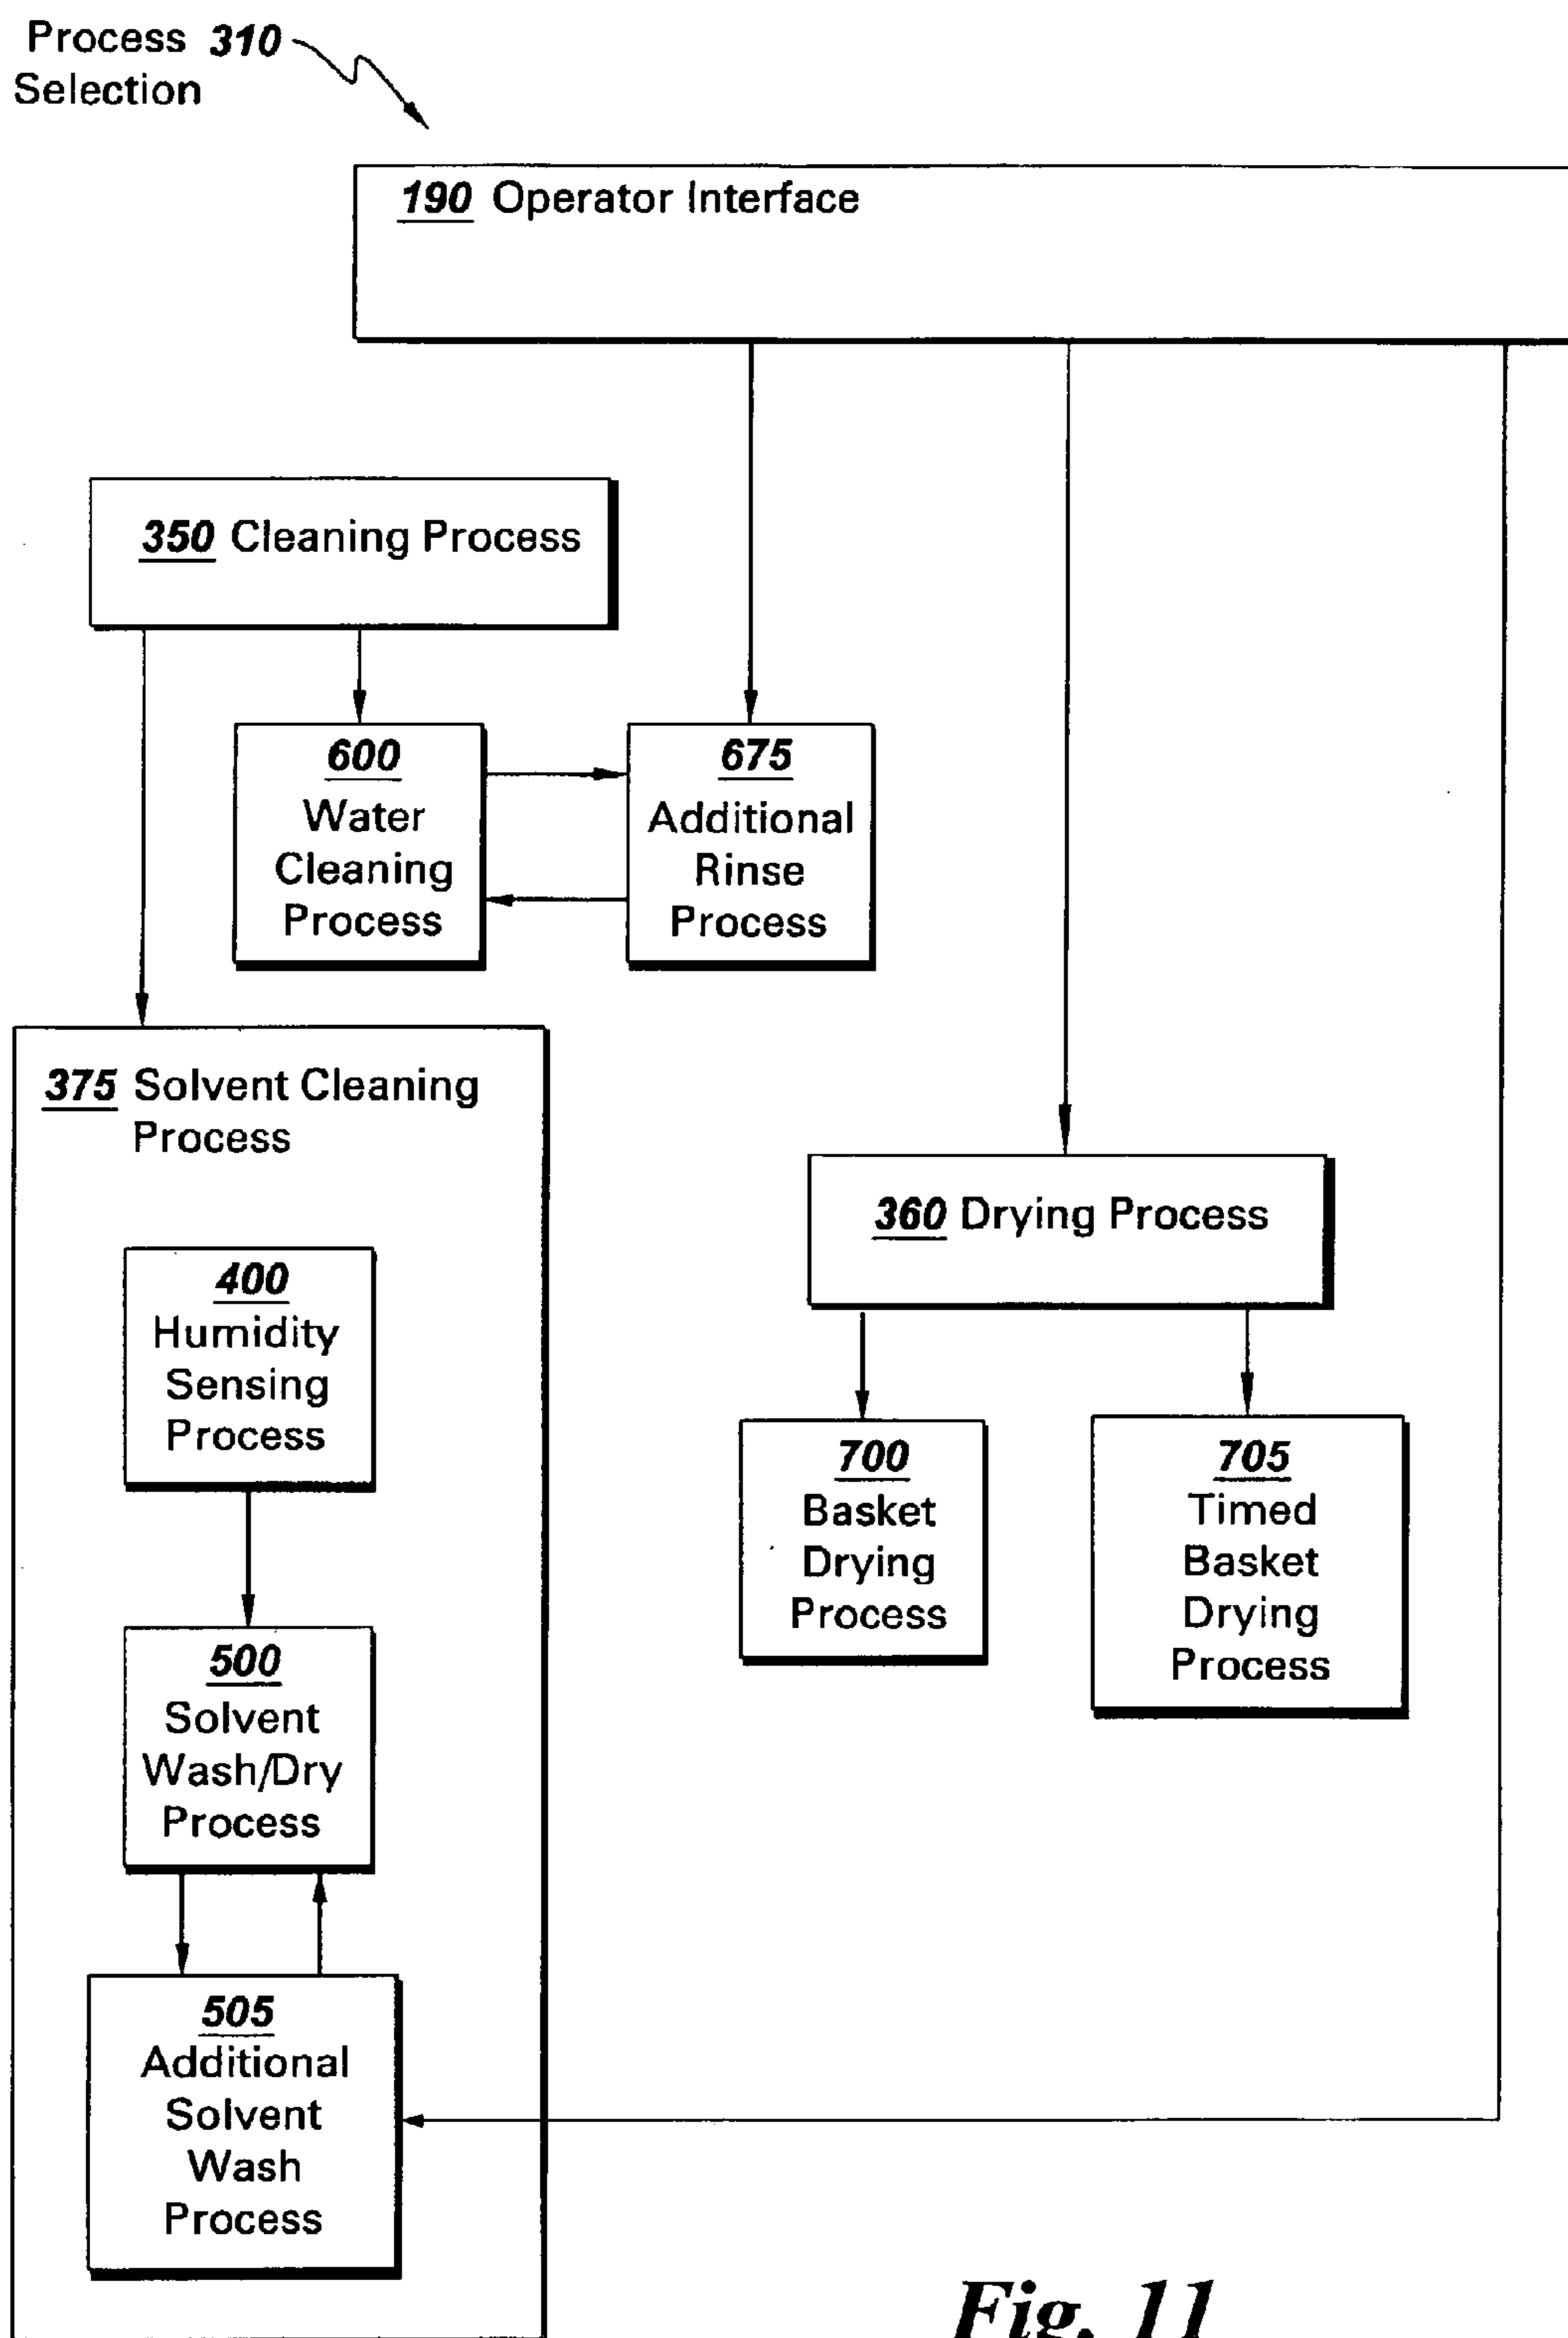 Process 310
Selection
190 Operator Interface
350 Cleaning Process
600
Water
Cleaning
Process
675
Additional
Rinse
Process
375 Solvent Cleaning
Process
400
Humidity
Sensing
Process
500
Solvent
Wash/Dry
Process
505
Additional
Solvent
Wash
Process
360 Drying Process
700
Basket
Drying
Process
705
Timed
Basket
Drying
Process
Fig. 11